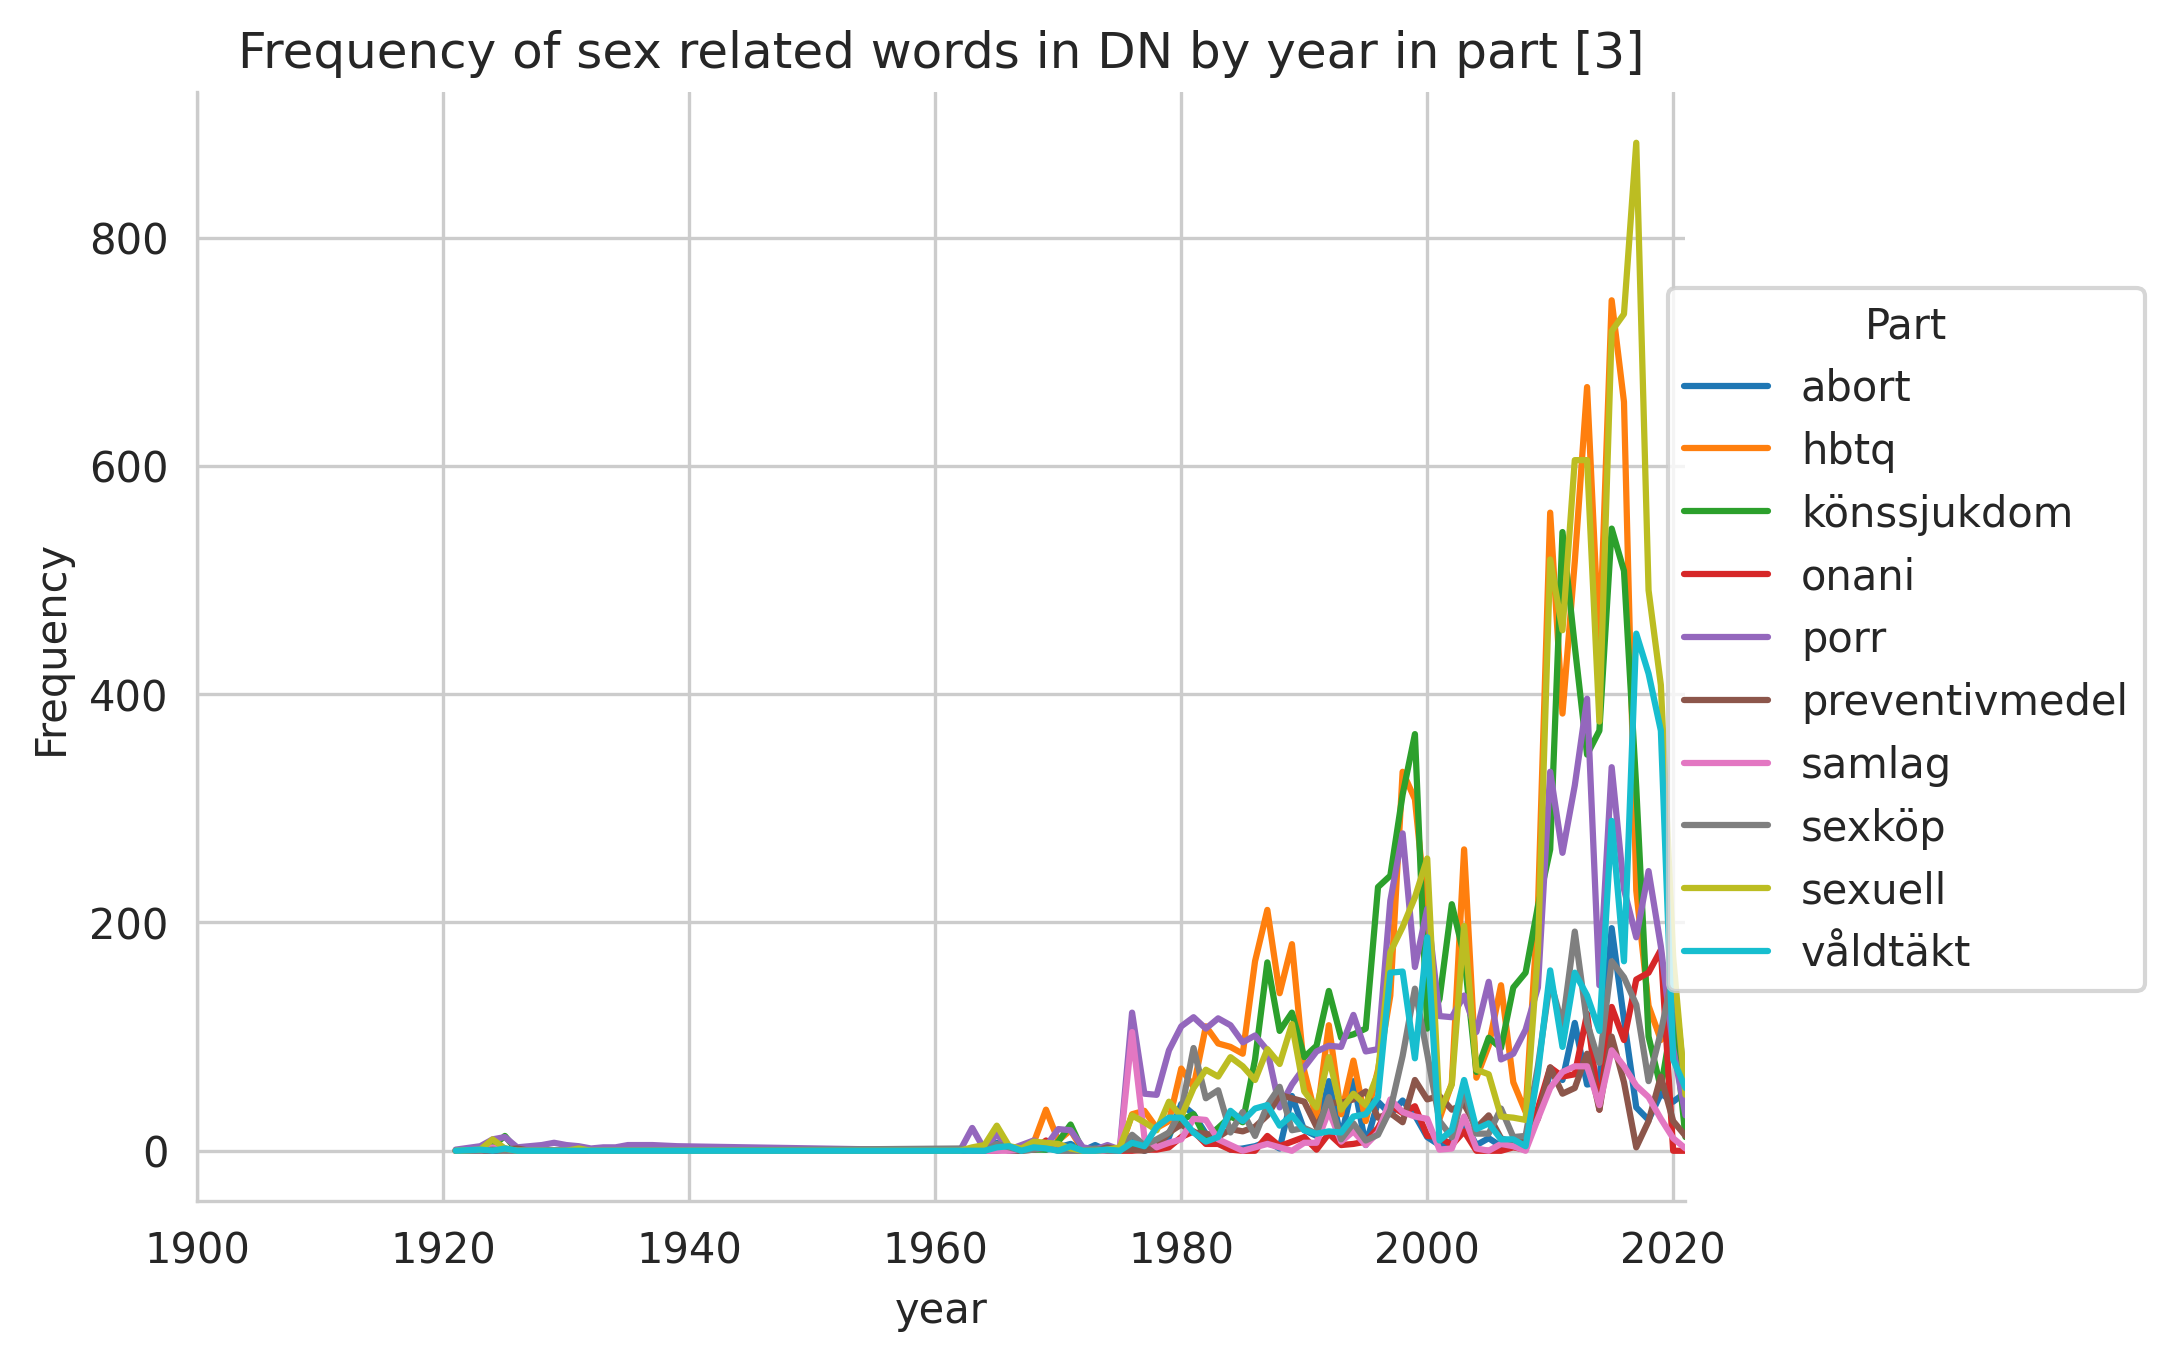 Frequency of sex related words in DN by year in part [3]
Frequency
800
600
400
200
0
1900 1920 1940 1960 1980 2000 2020
year
Part
abort
hbtq
könssjukdom
onani
porr
preventivmedel
samlag
sexköp
sexuell
våldtäkt